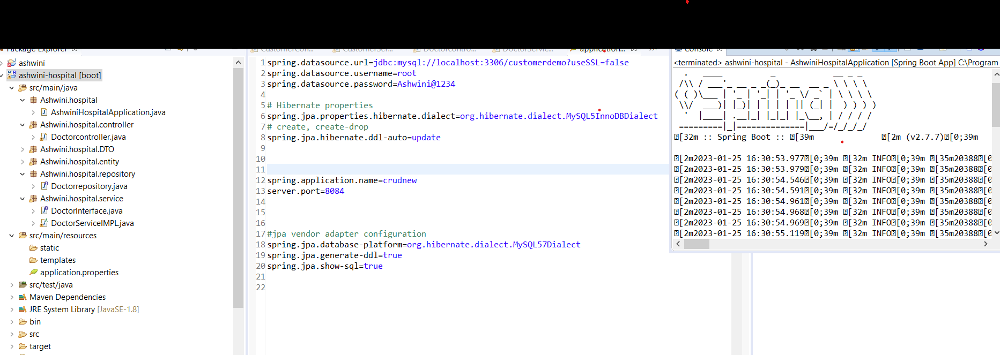 Package Explorer
ashwini
ashwini-hospital [boot]
src/main/java
Ashwini.hospital
AshwiniHospitalApplication.java
Ashwini.hospital.controller
Doctorcontroller.java
Ashwini.hospital.DTO
Ashwini.hospital.entity
Ashwini.hospital.repository
Doctorrepository.java
Ashwini.hospital.service
DoctorInterface.java
DoctorServiceIMPL.java
src/main/resources
static
templates
application.properties
src/test/java
Maven Dependencies
JRE System Library [JavaSE-1.8]
bin
src
target
CustomerCon... CustomerSer... DoctorContro... DoctorServic... application...
1 spring.datasource.url=jdbc:mysql://localhost:3306/customerdemo?useSSL=false
2 spring.datasource.username=root
3 spring.datasource.password=Ashwini@1234
4
5 # Hibernate properties
6 spring.jpa.properties.hibernate.dialect=org.hibernate.dialect.MySQL5InnoDBDialect
7 # create, create-drop
8 spring.jpa.hibernate.ddl-auto=update
9
10
11
12 spring.application.name=crudnew
13 server.port=8084
14
15
16
17 #jpa vendor adapter configuration
18 spring.jpa.database-platform=org.hibernate.dialect.MySQL57Dialect
19 spring.jpa.generate-ddl=true
20 spring.jpa.show-sql=true
21
22
Console
<terminated> ashwini-hospital - AshwiniHospitalApplication [Spring Boot App] C:\Program
  .   ____          _            __ _ _
 /\\ / ___'_ __ _ _(_)_ __  __ _ \ \ \ \
( ( )\___ | '_ | '_| | '_ \/ _` | \ \ \ \
 \\/  ___)| |_)| | | | | || (_| |  ) ) ) )
  '  |____| .__|_| |_|_| |_\__, | / / / /
 =========|_|==============|___/=/_/_/_/
[32m :: Spring Boot :: [39m [2m (v2.7.7)[0;39m
[2m2023-01-25 16:30:53.977[0;39m [32m INFO[0;39m [35m20388[0
[2m2023-01-25 16:30:53.979[0;39m [32m INFO[0;39m [35m20388[0
[2m2023-01-25 16:30:54.546[0;39m [32m INFO[0;39m [35m20388[0
[2m2023-01-25 16:30:54.591[0;39m [32m INFO[0;39m [35m20388[0
[2m2023-01-25 16:30:54.961[0;39m [32m INFO[0;39m [35m20388[0
[2m2023-01-25 16:30:54.968[0;39m [32m INFO[0;39m [35m20388[0
[2m2023-01-25 16:30:54.969[0;39m [32m INFO[0;39m [35m20388[0
[2m2023-01-25 16:30:55.119[0;39m [32m INFO[0;39m [35m20388[0